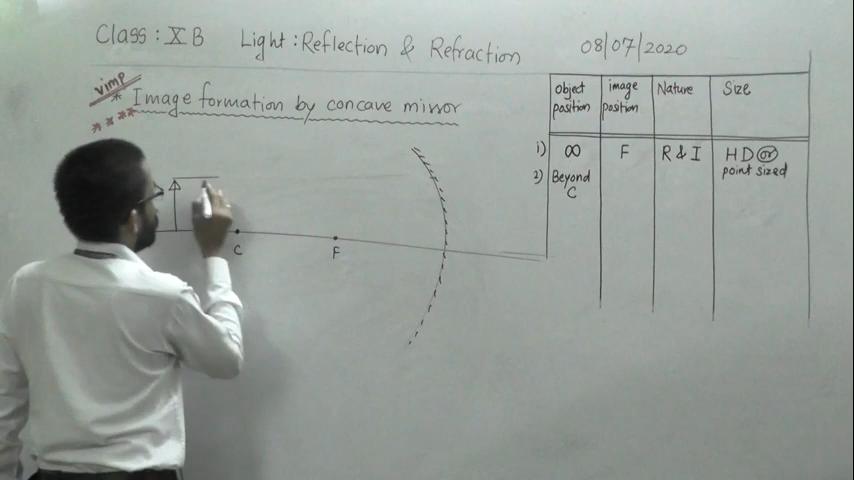 Class : X B Light : Reflection & Refraction 08/07/2020
vimp
Image formation by concave mirror
object position image position Nature Size
1) ∞ F R & I H D or point sized
2) Beyond C
C F